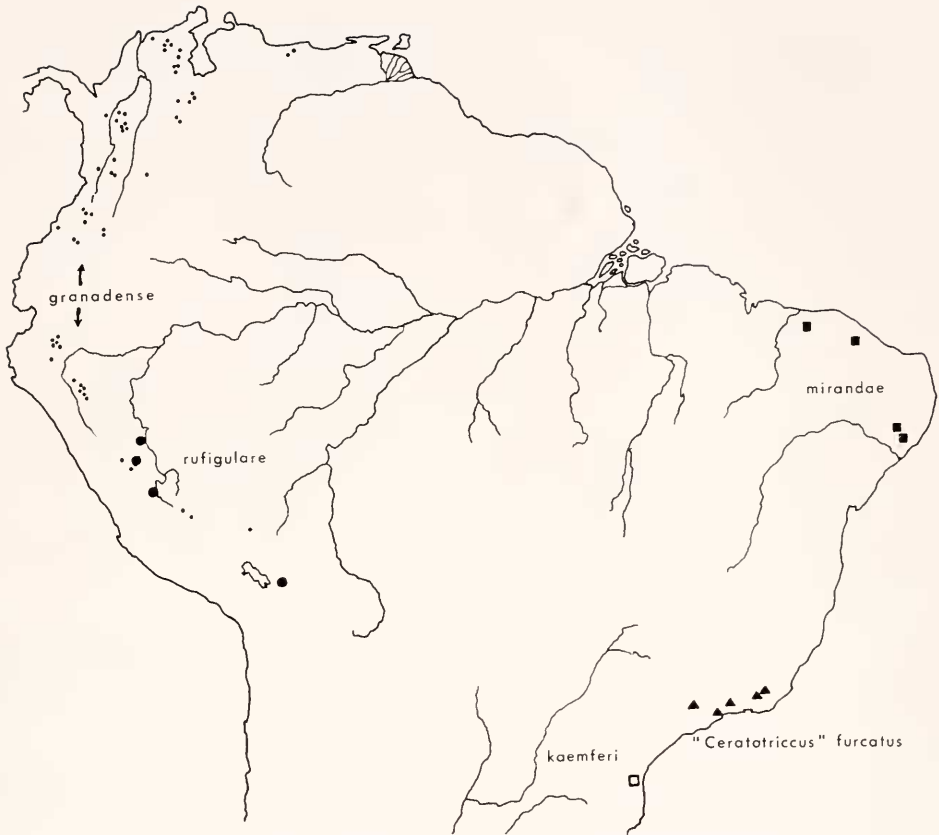 granadense
mirandae
rufigulare
"Ceratotriccus" furcatus
kaemferi